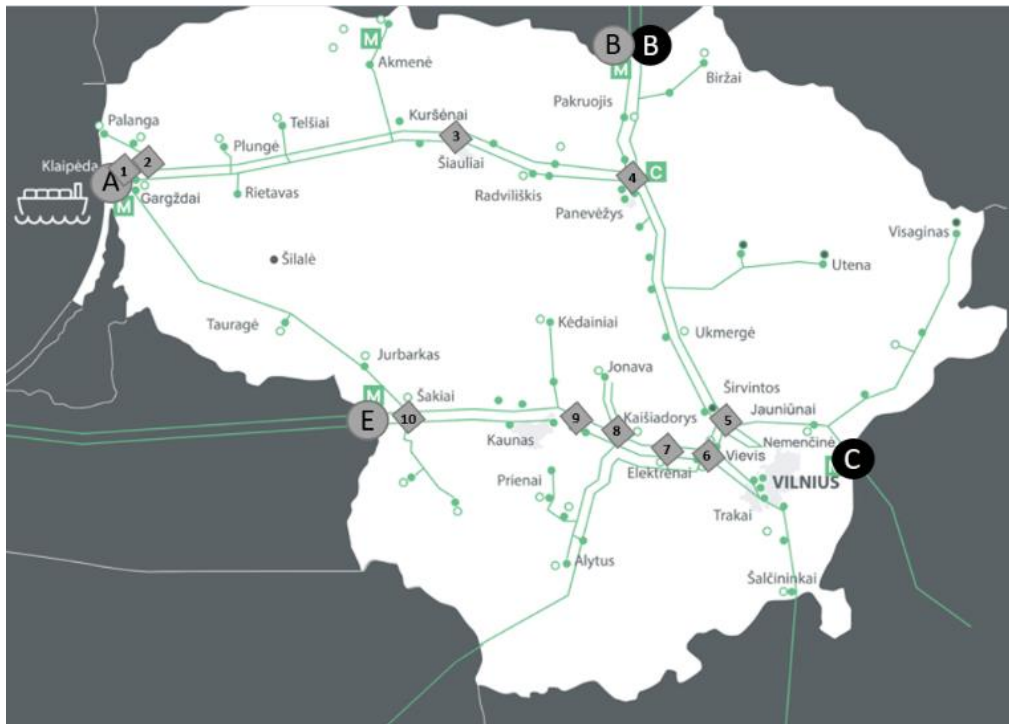 B
B
M
M
Akmenė
Biržai
Pakruojis
Palanga
Telšiai
Kuršėnai
Plungė
3
Klaipėda
1
2
Šiauliai
C
4
A
Rietavas
Radviliškis
Gargždai
M
Panevėžys
Visaginas
Šilalė
Utena
Tauragė
Kėdainiai
Ukmergė
Jurbarkas
Jonava
Širvintos
M
Šakiai
Jauniūnai
E
10
9
8
Kaišiadorys
5
Kaunas
Nemenčinė
7
6
Vievis
C
Elektrėnai
Prienai
VILNIUS
Trakai
Alytus
Šalčininkai